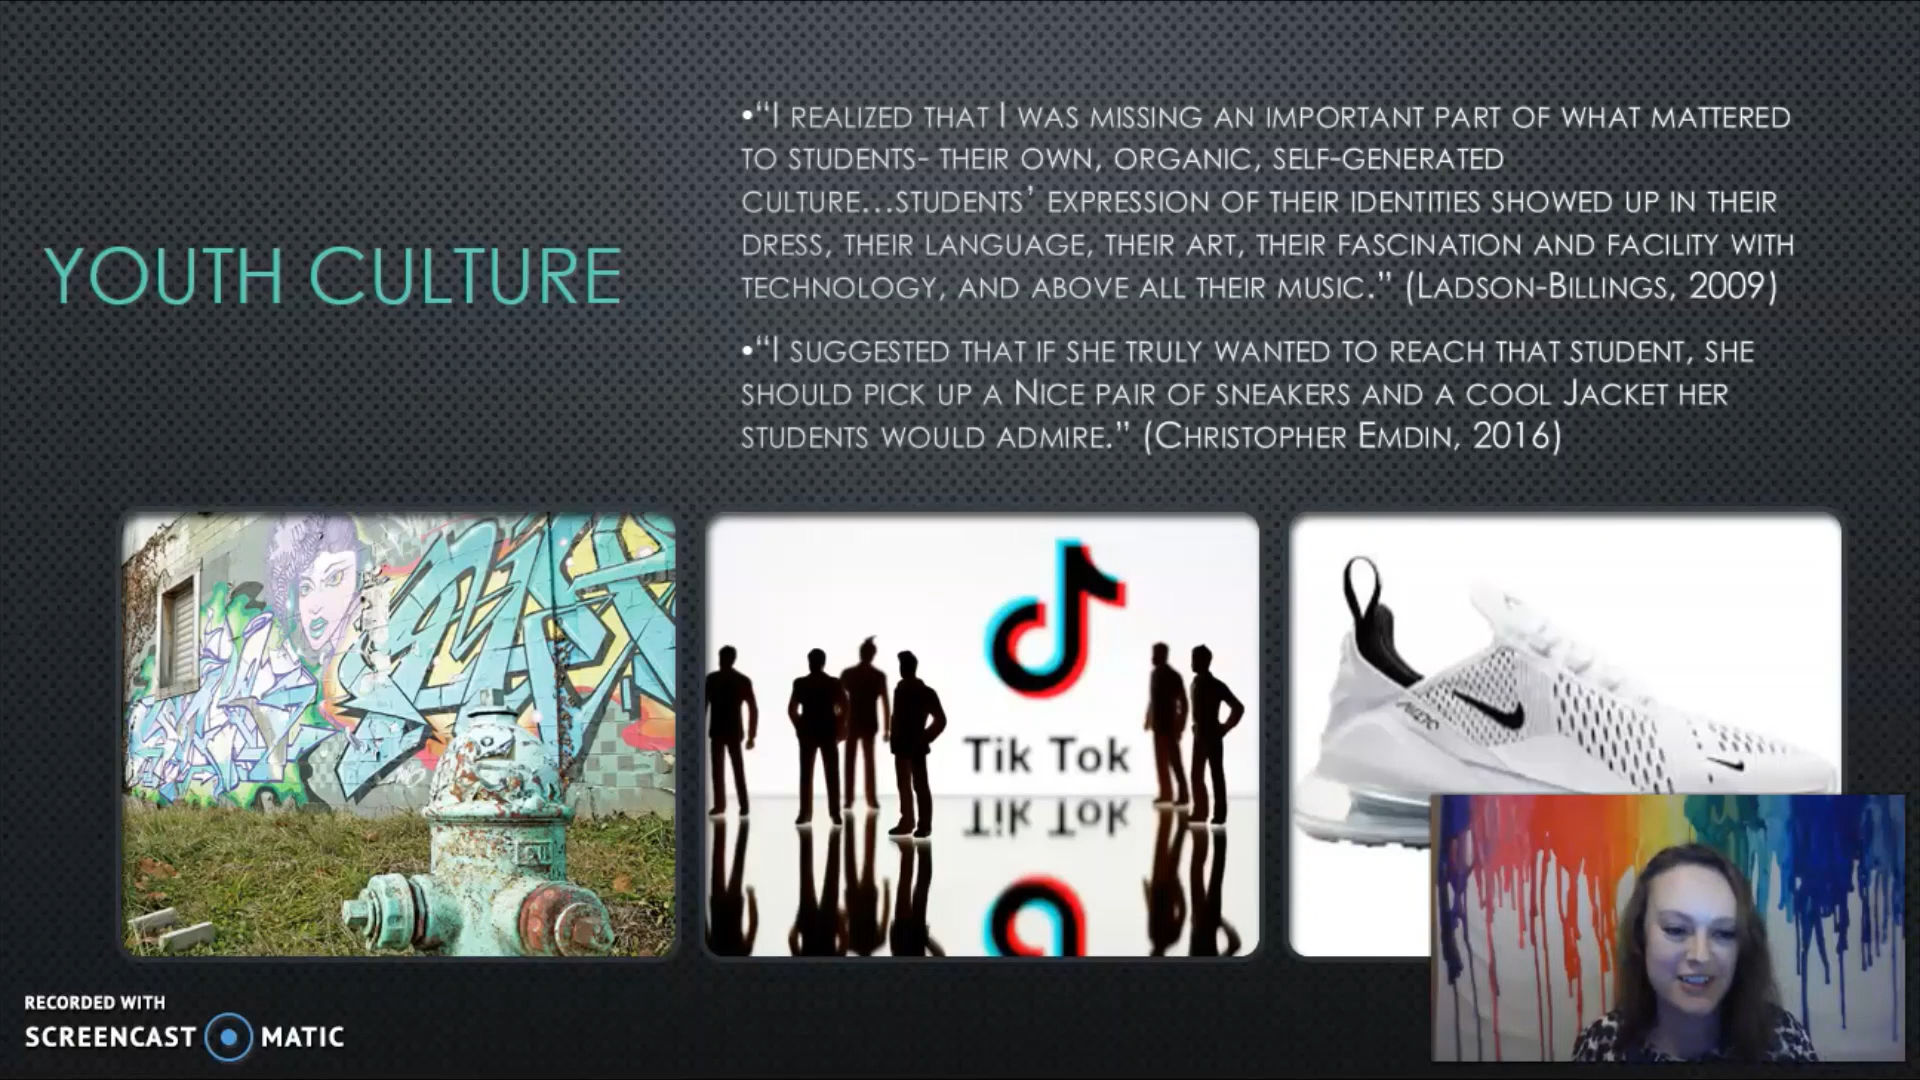 YOUTH CULTURE
•“I REALIZED THAT I WAS MISSING AN IMPORTANT PART OF WHAT MATTERED
TO STUDENTS- THEIR OWN, ORGANIC, SELF-GENERATED
CULTURE...STUDENTS’ EXPRESSION OF THEIR IDENTITIES SHOWED UP IN THEIR
DRESS, THEIR LANGUAGE, THEIR ART, THEIR FASCINATION AND FACILITY WITH
TECHNOLOGY, AND ABOVE ALL THEIR MUSIC.” (LADSON-BILLINGS, 2009)
•“I SUGGESTED THAT IF SHE TRULY WANTED TO REACH THAT STUDENT, SHE
SHOULD PICK UP A NICE PAIR OF SNEAKERS AND A COOL JACKET HER
STUDENTS WOULD ADMIRE.” (CHRISTOPHER EMDIN, 2016)
Tik Tok
Tik Tok
RECORDED WITH
SCREENCAST MATIC